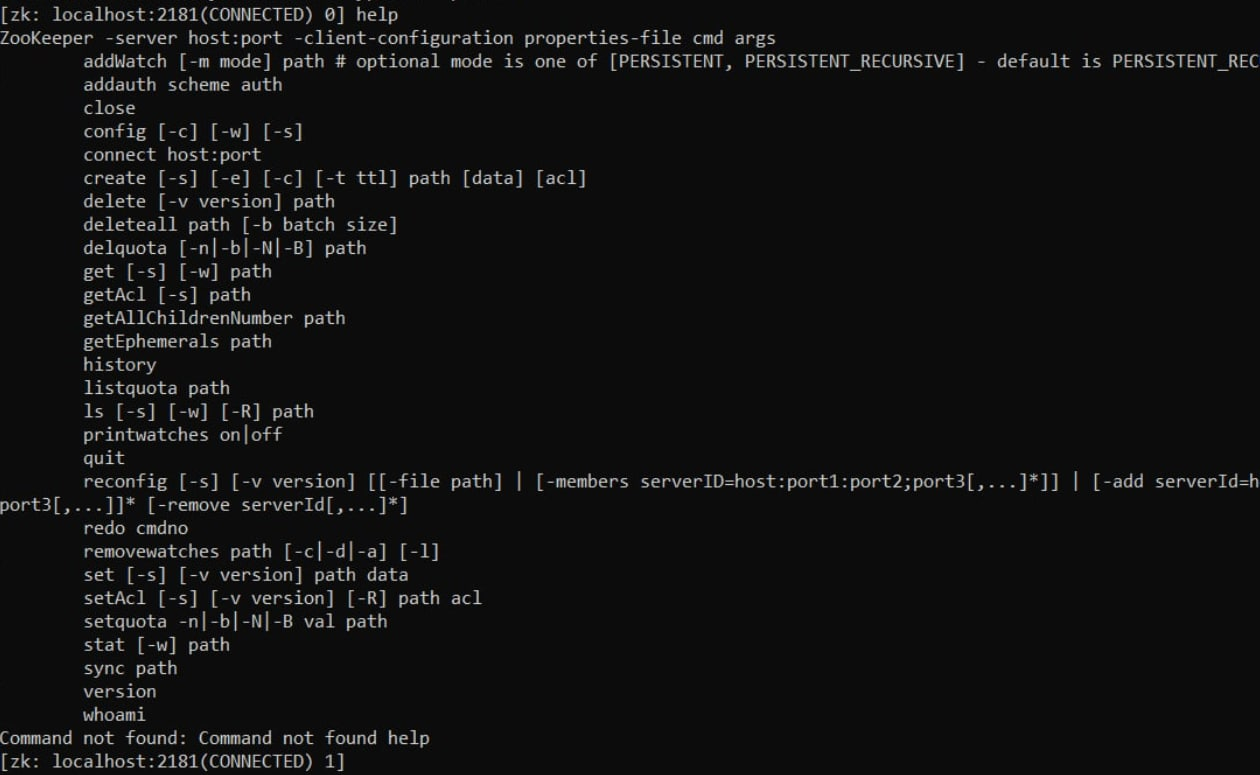 [zk: localhost:2181(CONNECTED) 0] help
ZooKeeper -server host:port -client-configuration properties-file cmd args
addWatch [-m mode] path # optional mode is one of [PERSISTENT, PERSISTENT_RECURSIVE] - default is PERSISTENT_REC
addauth scheme auth
close
config [-c] [-w] [-s]
connect host:port
create [-s] [-e] [-c] [-t ttl] path [data] [acl]
delete [-v version] path
deleteall path [-b batch size]
delquota [-n|-b|-N|-B] path
get [-s] [-w] path
getAcl [-s] path
getAllChildrenNumber path
getEphemerals path
history
listquota path
ls [-s] [-w] [-R] path
printwatches on|off
quit
reconfig [-s] [-v version] [[-file path] | [-members serverID=host:port1:port2;port3[,...]*]] | [-add serverId=h
port3[,...]]* [-remove serverId[,...]*]
redo cmdno
removewatches path [-c|-d|-a] [-l]
set [-s] [-v version] path data
setAcl [-s] [-v version] [-R] path acl
setquota -n|-b|-N|-B val path
stat [-w] path
sync path
version
whoami
Command not found: Command not found help
[zk: localhost:2181(CONNECTED) 1]